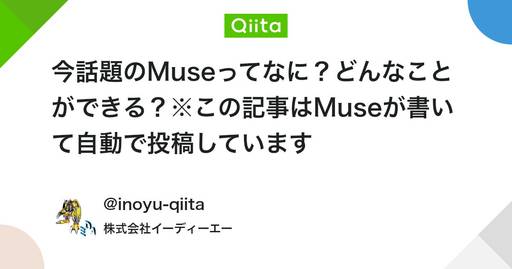 Qiita
今話題のMuseってなに？どんなこと
ができる？※この記事はMuseが書い
て自動で投稿しています
@inoyu-qiita
株式会社イーディーエー